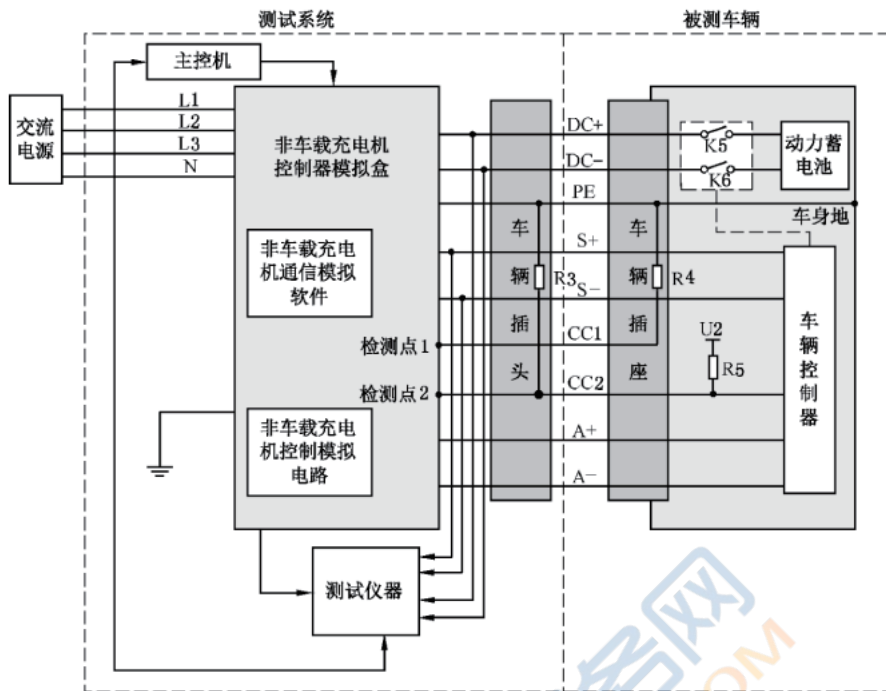 测试系统
被测车辆
主控机
交流
电源
L1
L2
L3
N
非车载充电机
控制器模拟盒
非车载充电
机通信模拟
软件
检测点1
检测点2
非车载充电
机控制模拟
电路
测试仪器
车辆插头
R3
DC+
DC-
PE
S+
S-
CC1
CC2
A+
A-
车辆插座
R4
K5
K6
动力蓄
电池
车身地
U2
R5
车辆控制器
务网
COM